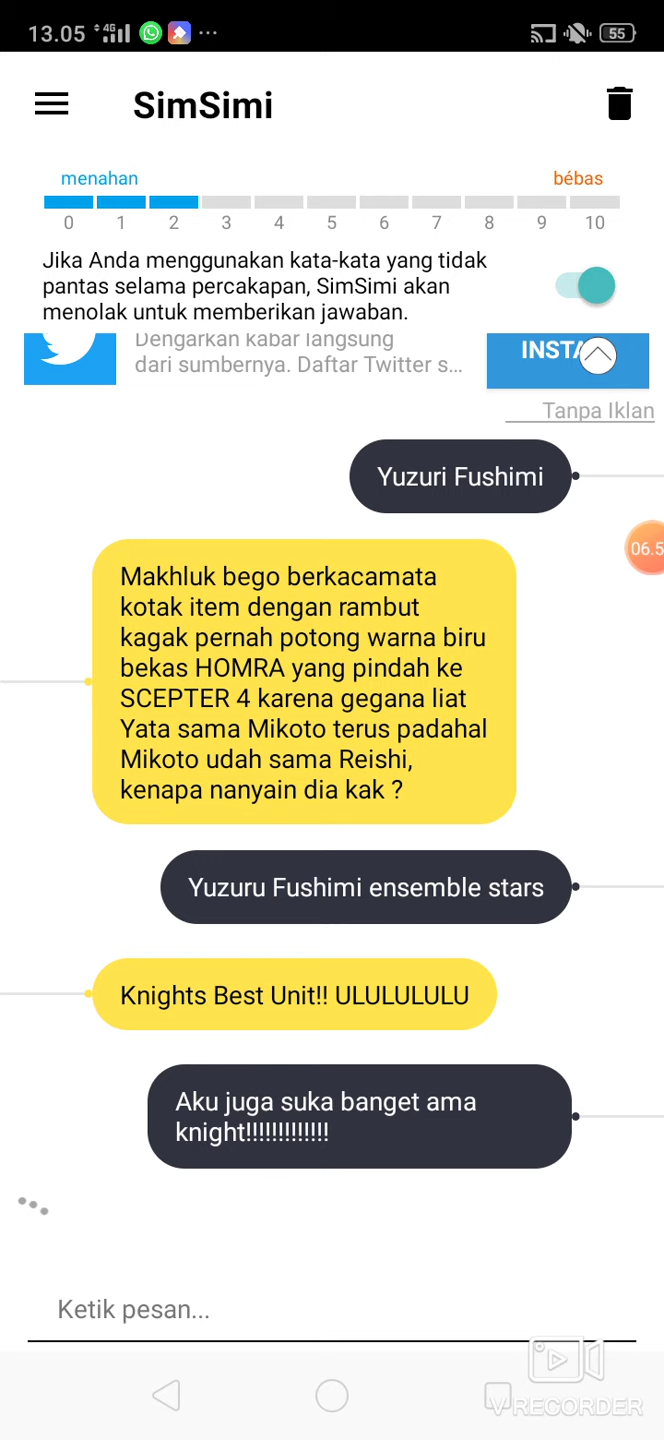 13.05 4G 55
SimSimi
menahan bébas
0 1 2 3 4 5 6 7 8 9 10
Jika Anda menggunakan kata-kata yang tidak
pantas selama percakapan, SimSimi akan
menolak untuk memberikan jawaban.
Dengarkan kabar langsung
dari sumbernya. Daftar Twitter s...
Tanpa Iklan
Yuzuri Fushimi
06.5
Makhluk bego berkacamata
kotak item dengan rambut
kagak pernah potong warna biru
bekas HOMRA yang pindah ke
SCEPTER 4 karena gegana liat
Yata sama Mikoto terus padahal
Mikoto udah sama Reishi,
kenapa nanyain dia kak ?
Yuzuru Fushimi ensemble stars
Knights Best Unit!! ULULULULU
Aku juga suka banget ama
knight!!!!!!!!!!!!!
Ketik pesan...
V RECORDER